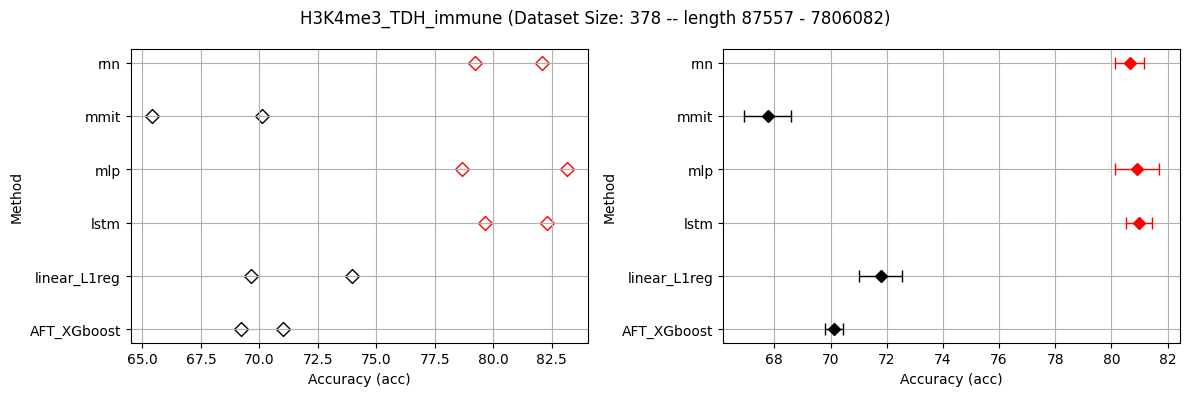 H3K4me3_TDH_immune (Dataset Size: 378 -- length 87557 - 7806082)
Method
rnn
mmit
mlp
lstm
linear_L1reg
AFT_XGboost
65.0 67.5 70.0 72.5 75.0 77.5 80.0 82.5
Accuracy (acc)
Method
rnn
mmit
mlp
lstm
linear_L1reg
AFT_XGboost
68 70 72 74 76 78 80 82
Accuracy (acc)